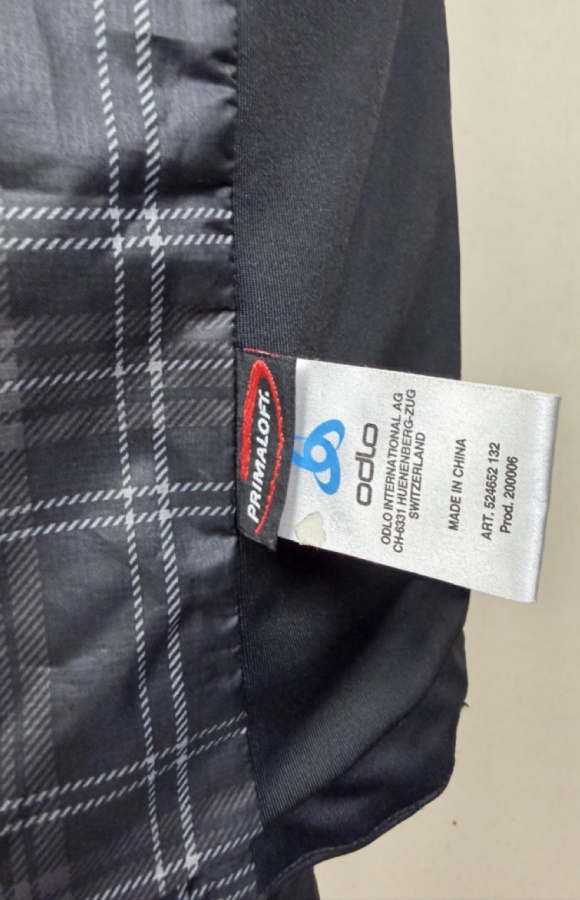 PRIMALOFT.
odlo
ODLO INTERNATIONAL AG
CH-6331 HUENENBERG-ZUG
SWITZERLAND
MADE IN CHINA
ART. 524652 132
Prod. 200006